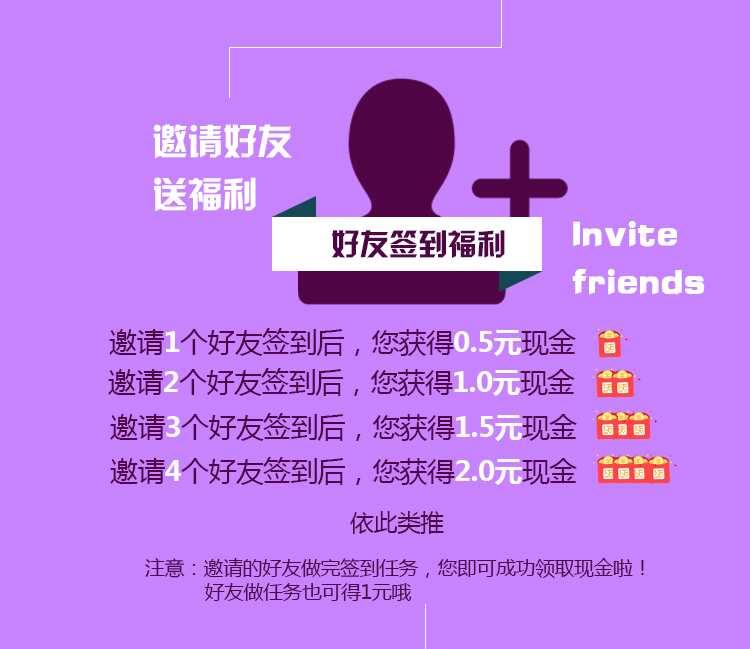 邀请好友
送福利
好友签到福利
Invite
friends
邀请1个好友签到后，您获得0.5元现金
邀请2个好友签到后，您获得1.0元现金
邀请3个好友签到后，您获得1.5元现金
邀请4个好友签到后，您获得2.0元现金
依此类推
注意：邀请的好友做完签到任务，您即可成功领取现金啦！
好友做任务也可得1元哦